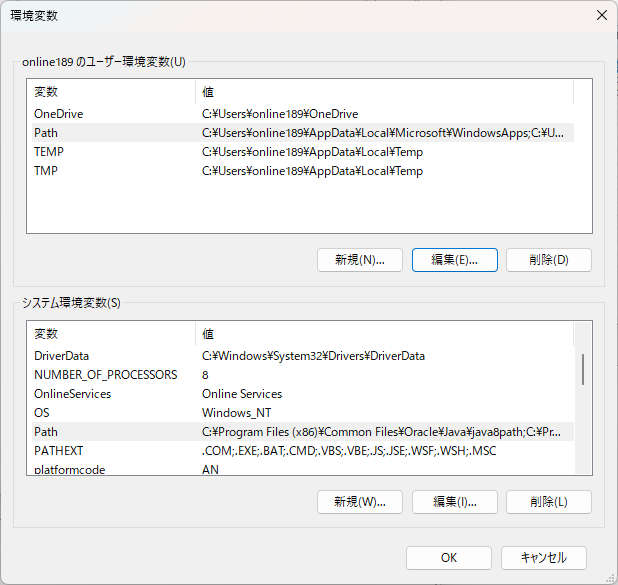 環境変数
online189 のユーザー環境変数(U)
変数 値
OneDrive C:¥Users¥online189¥OneDrive
Path C:¥Users¥online189¥AppData¥Local¥Microsoft¥WindowsApps;C:¥U...
TEMP C:¥Users¥online189¥AppData¥Local¥Temp
TMP C:¥Users¥online189¥AppData¥Local¥Temp
新規(N)... 編集(E)... 削除(D)
システム環境変数(S)
変数 値
DriverData C:¥Windows¥System32¥Drivers¥DriverData
NUMBER_OF_PROCESSORS 8
OnlineServices Online Services
OS Windows_NT
Path C:¥Program Files (x86)¥Common Files¥Oracle¥Java¥java8path;C:¥Pr...
PATHEXT .COM;.EXE;.BAT;.CMD;.VBS;.VBE;.JS;.JSE;.WSF;.WSH;.MSC
platformcode AN
新規(W)... 編集(I)... 削除(L)
OK キャンセル